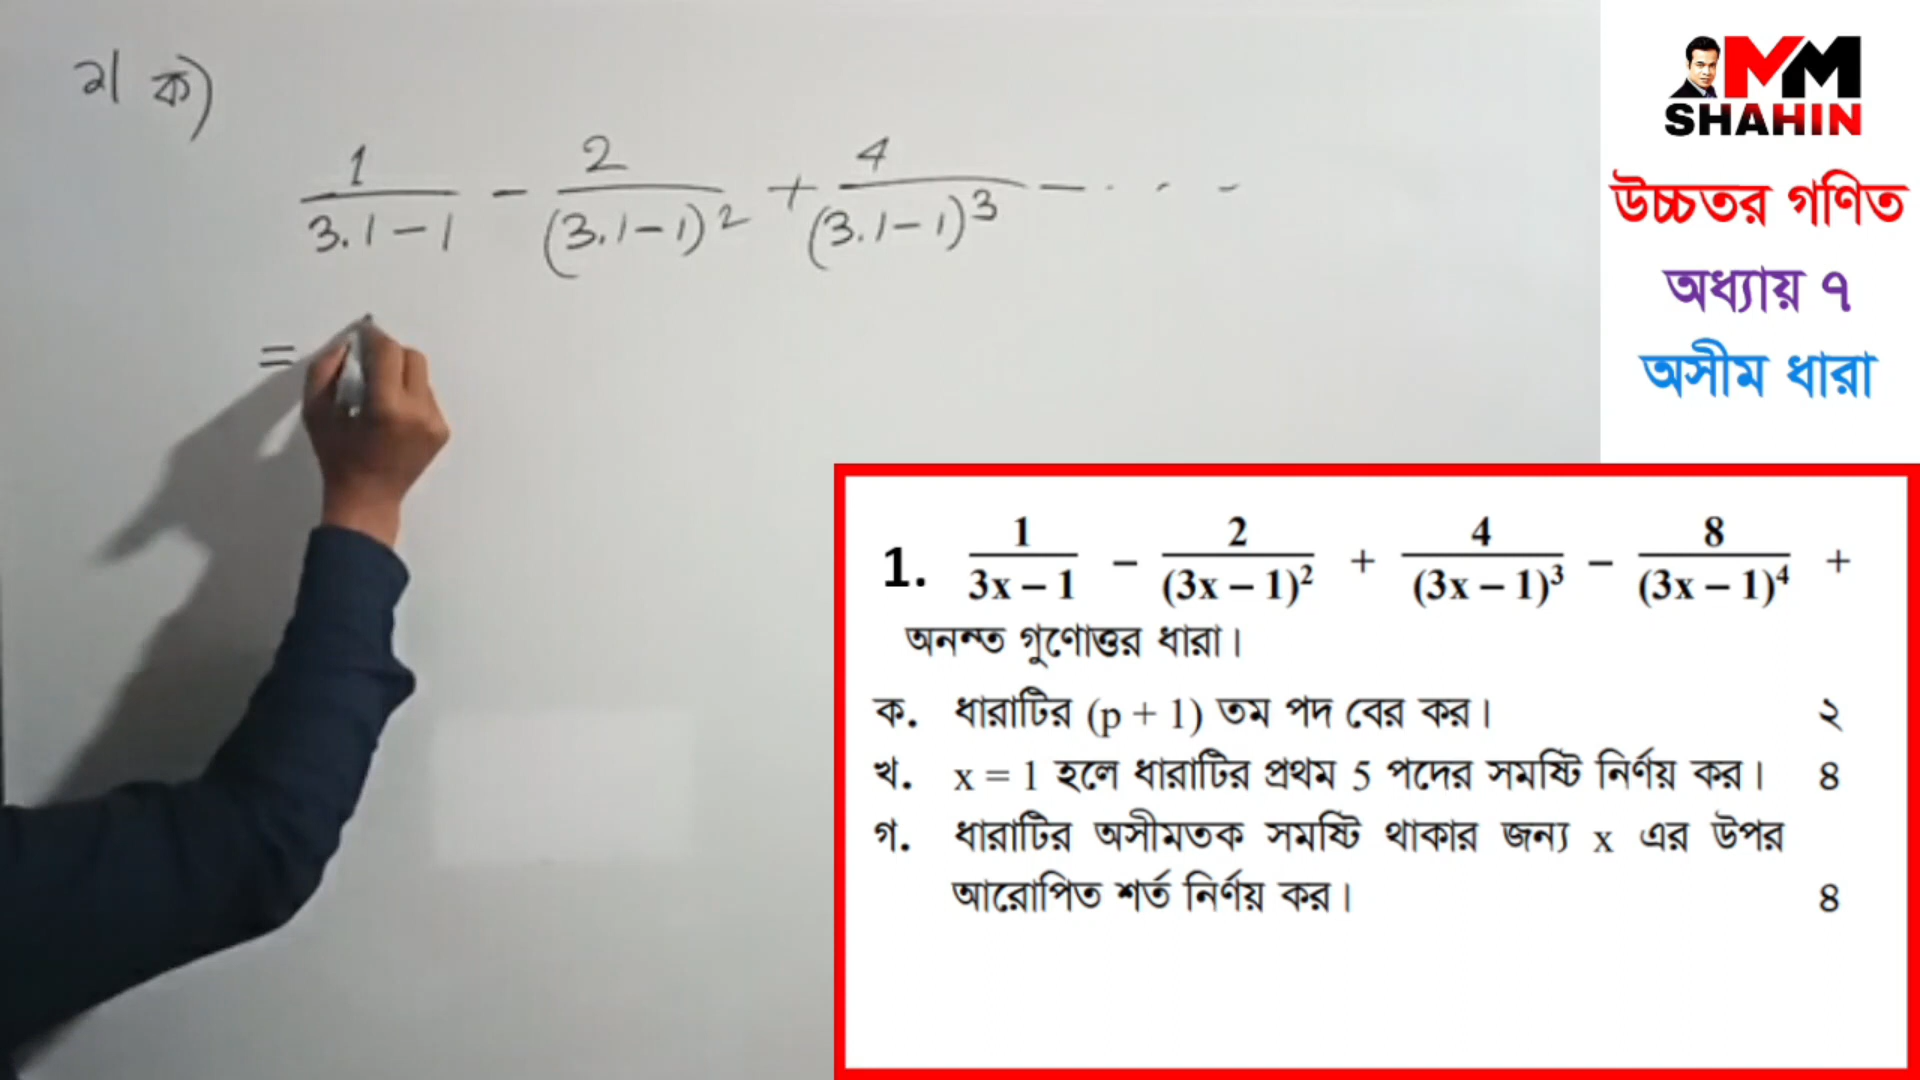 ২। ক)
1/(3.1-1) - 2/(3.1-1)² + 4/(3.1-1)³ - . . -
=
MM
SHAHIN
উচ্চতর গণিত
অধ্যায় ৭
অসীম ধারা
1. 1/(3x – 1) – 2/(3x – 1)² + 4/(3x – 1)³ – 8/(3x – 1)⁴ +
অনন্ত গুণোত্তর ধারা।
ক. ধারাটির (p + 1) তম পদ বের কর। ২
খ. x = 1 হলে ধারাটির প্রথম 5 পদের সমষ্টি নির্ণয় কর। ৪
গ. ধারাটির অসীমতক সমষ্টি থাকার জন্য x এর উপর
আরোপিত শর্ত নির্ণয় কর। ৪